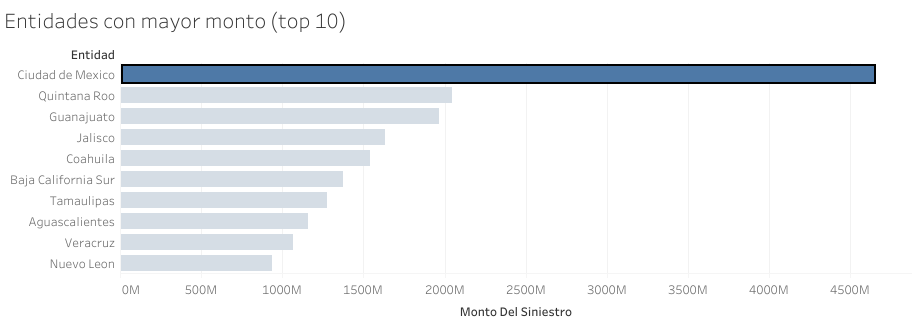 Entidades con mayor monto (top 10)
Entidad
Ciudad de Mexico
Quintana Roo
Guanajuato
Jalisco
Coahuila
Baja California Sur
Tamaulipas
Aguascalientes
Veracruz
Nuevo Leon
0M 500M 1000M 1500M 2000M 2500M 3000M 3500M 4000M 4500M
Monto Del Siniestro